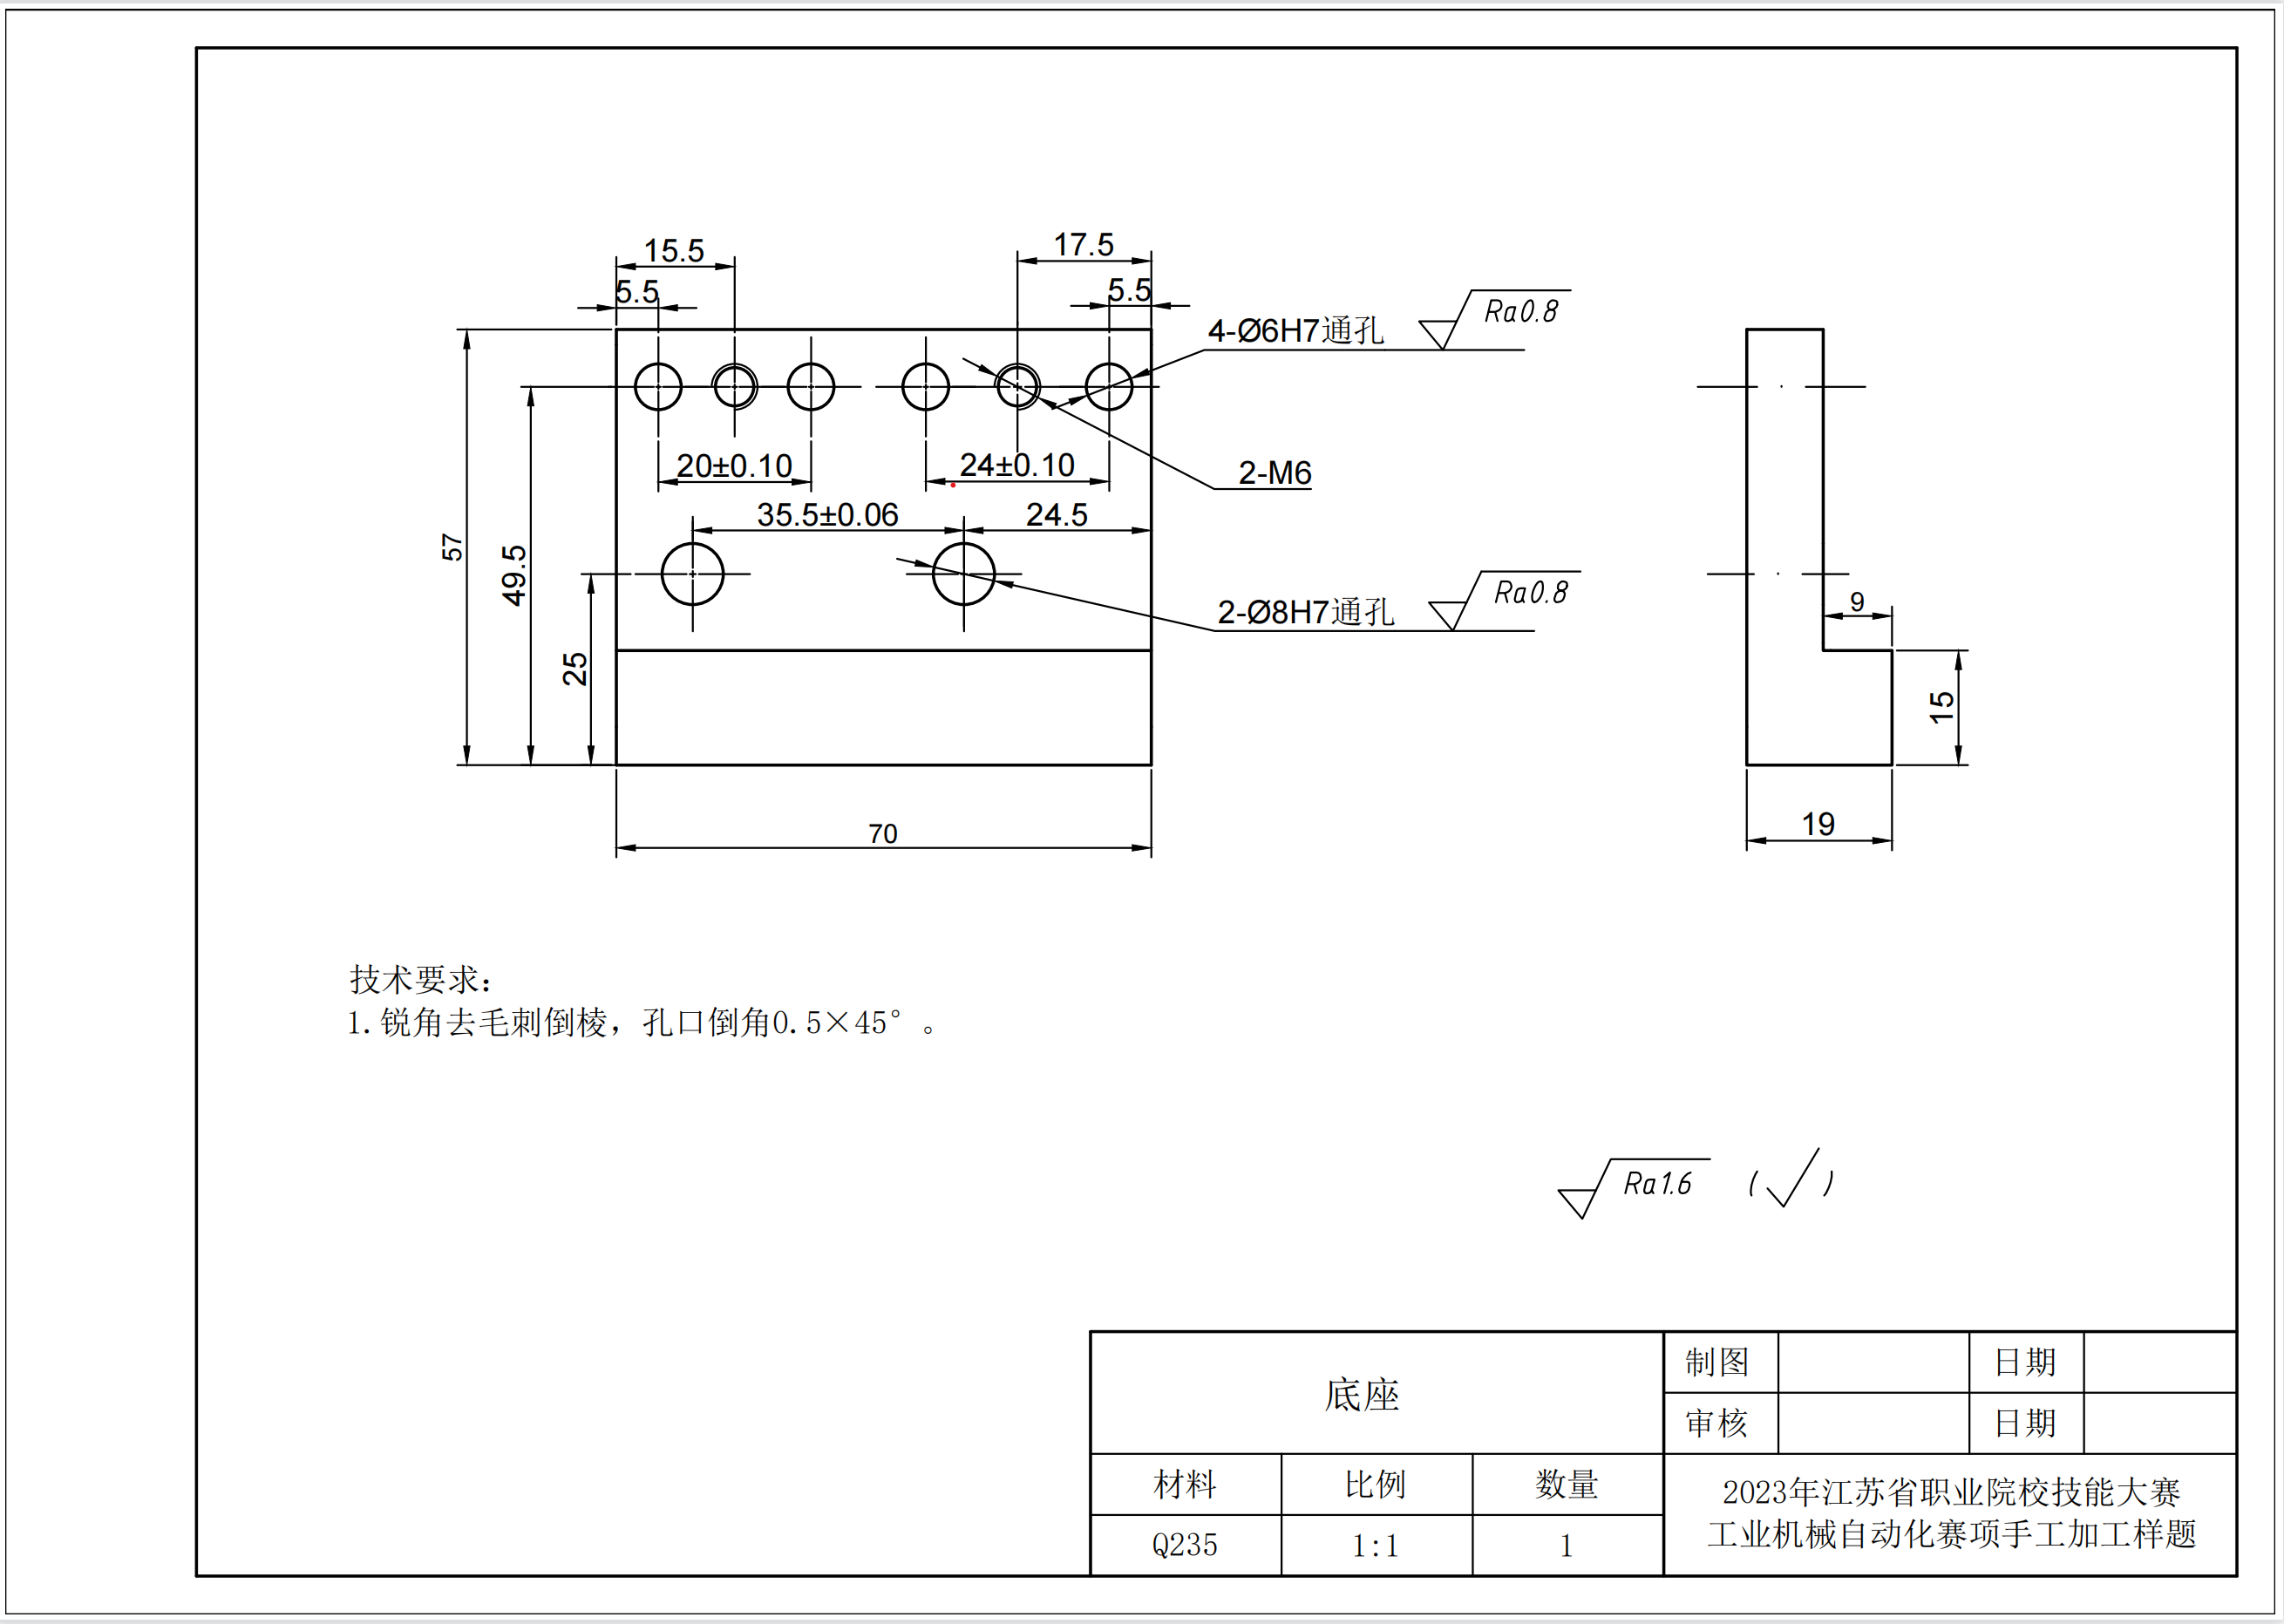 15.5
17.5
5.5
5.5
4-Ø6H7通孔
Ra0.8
20±0.10
24±0.10
2-M6
35.5±0.06
24.5
57
49.5
25
2-Ø8H7通孔
Ra0.8
9
15
70
19
技术要求:
1.锐角去毛刺倒棱，孔口倒角0.5×45°。
Ra1.6 (√)
底座
制图
日期
审核
日期
材料
比例
数量
2023年江苏省职业院校技能大赛
工业机械自动化赛项手工加工样题
Q235
1:1
1